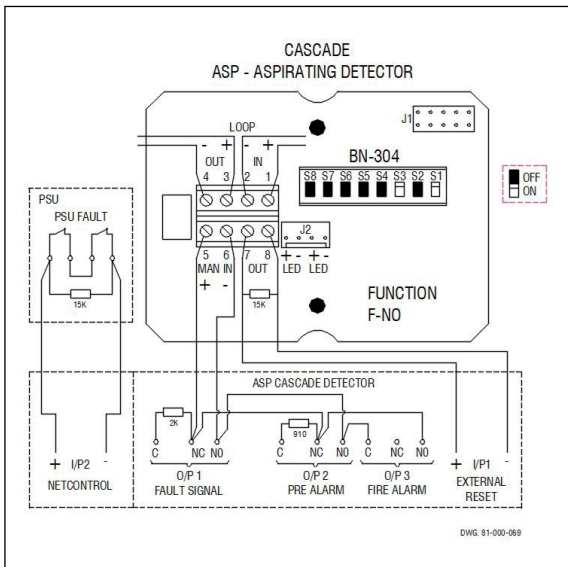 CASCADE
ASP - ASPIRATING DETECTOR
J1
LOOP
- + - +
OUT IN
4 3 2 1
BN-304
S8 S7 S6 S5 S4 S3 S2 S1
OFF
ON
PSU
PSU FAULT
15K
J2
5 6 7 8
MAN IN OUT
+ -
+ - + -
LED LED
15K
FUNCTION
F-NO
ASP CASCADE DETECTOR
2K
910
C NC NO
C NC NO
C NC NO
+ I/P2 -
NETCONTROL
O/P 1
FAULT SIGNAL
O/P 2
PRE ALARM
O/P 3
FIRE ALARM
+ I/P1 -
EXTERNAL
RESET
DWG. 81-000-069